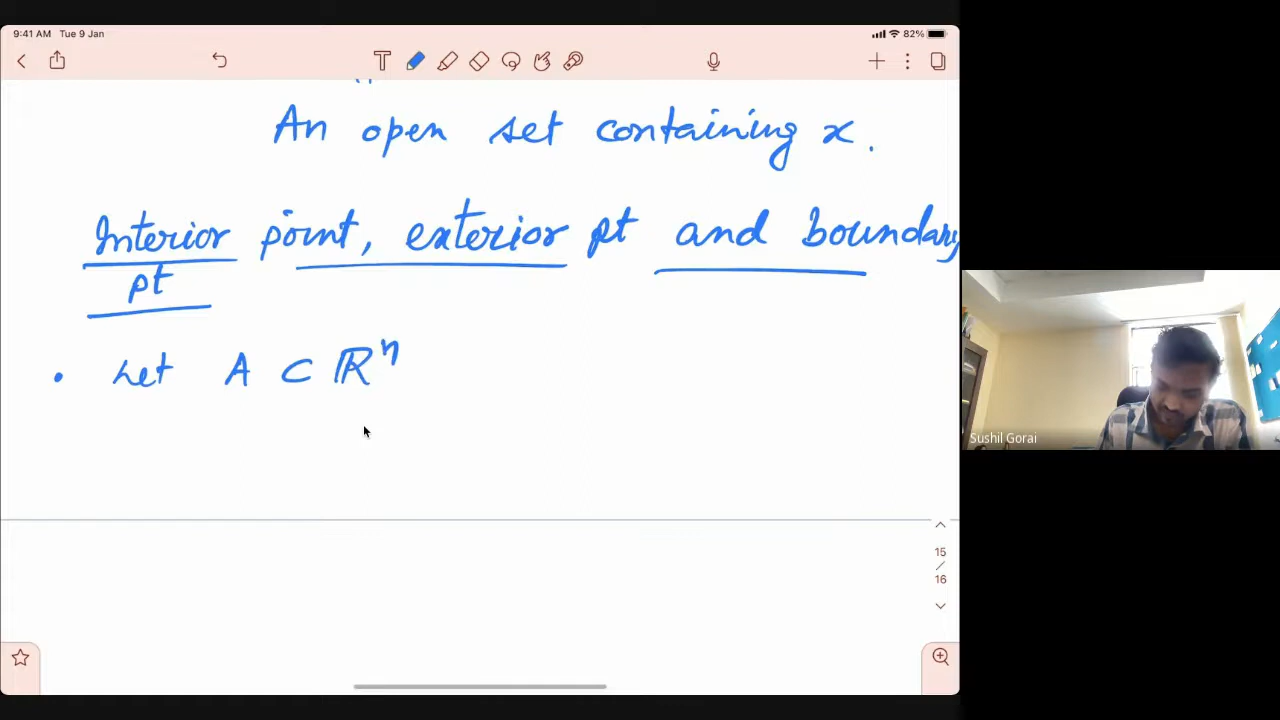 9:41 AM Tue 9 Jan
82%
An open set containing x.
Interior point, exterior pt and boundary
pt
• Let A ⊂ ℝⁿ
Sushil Gorai
15
/
16